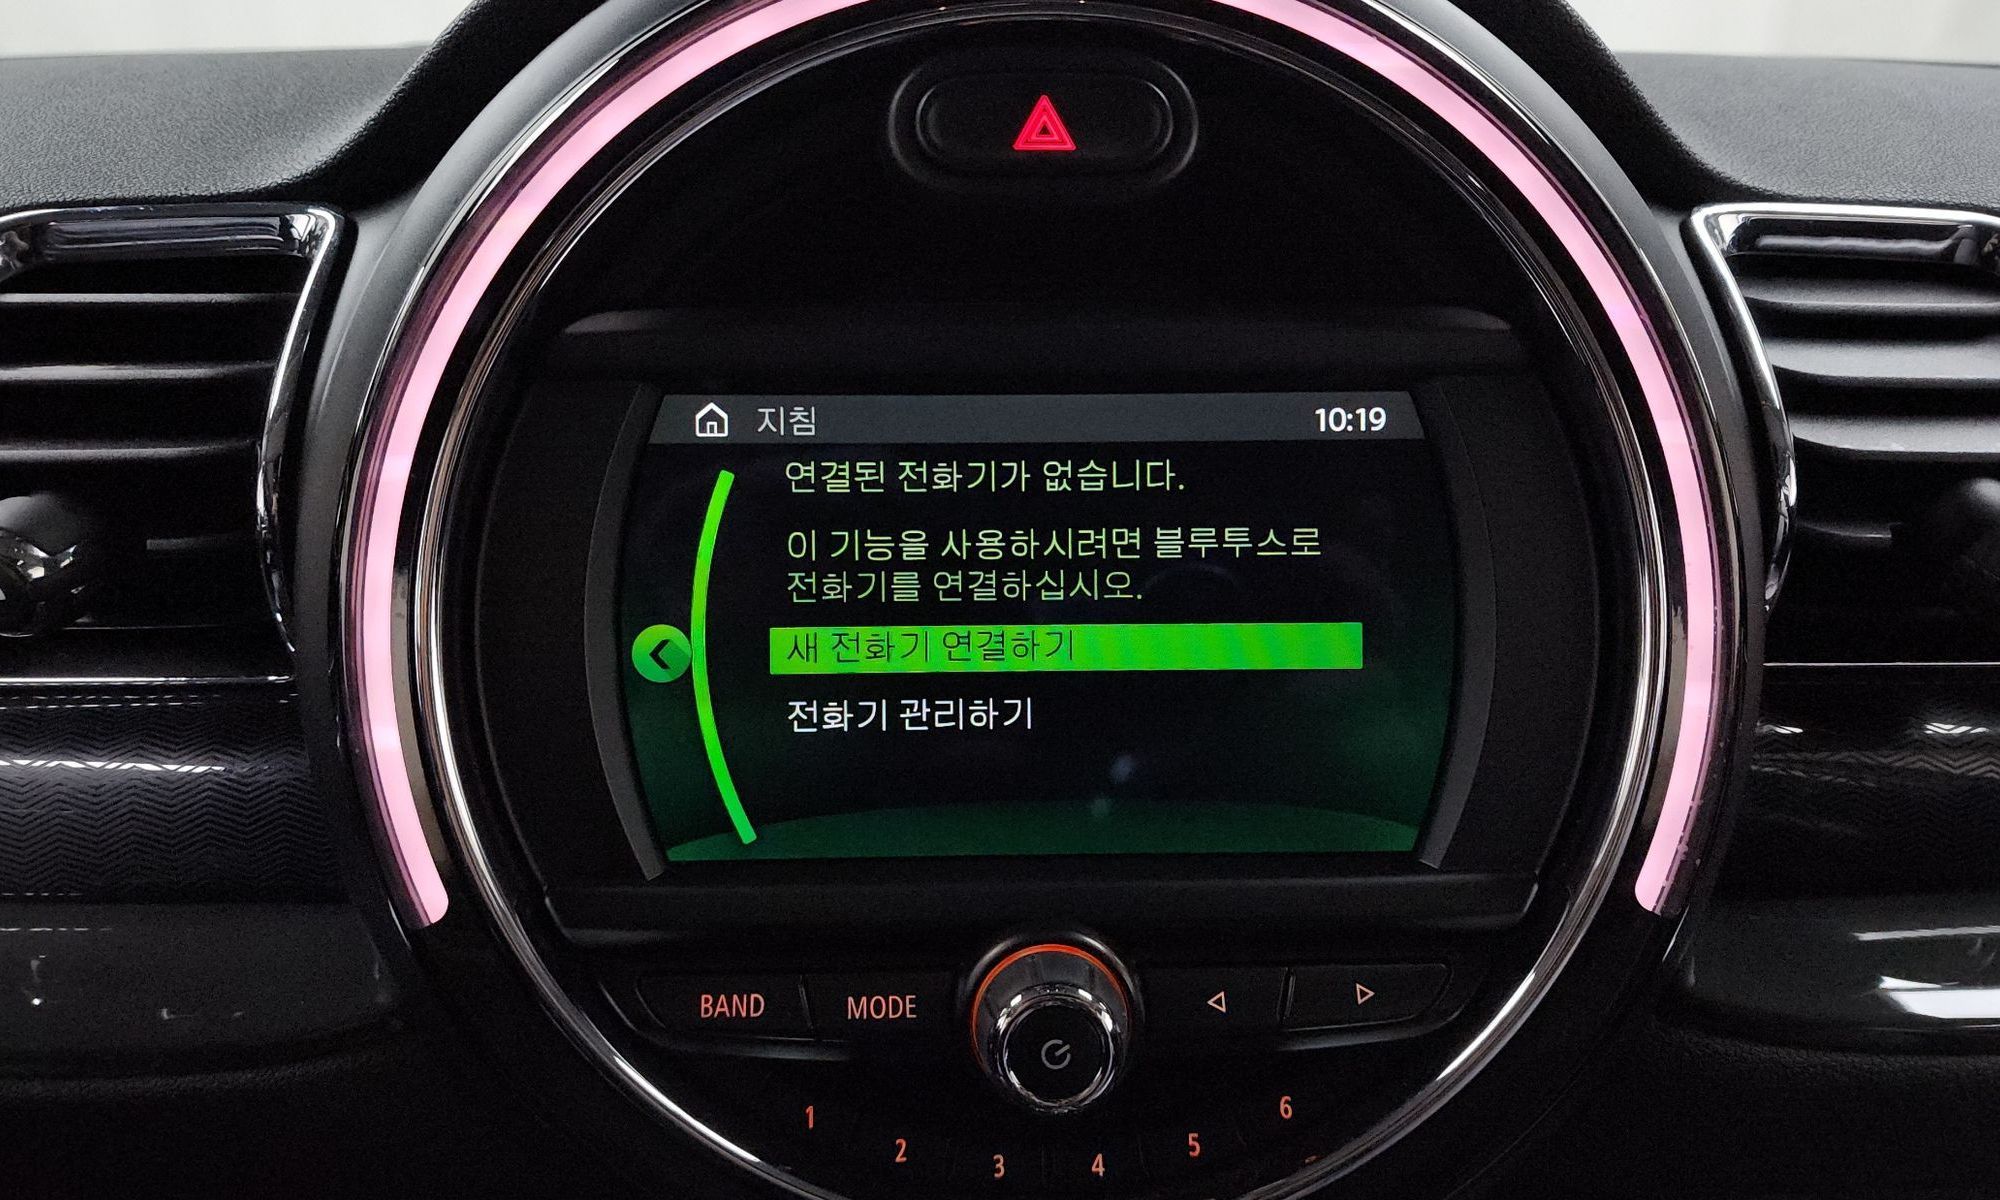 지침 10:19
연결된 전화기가 없습니다.
이 기능을 사용하시려면 블루투스로
전화기를 연결하십시오.
새 전화기 연결하기
전화기 관리하기
BAND MODE
1 2 3 4 5 6